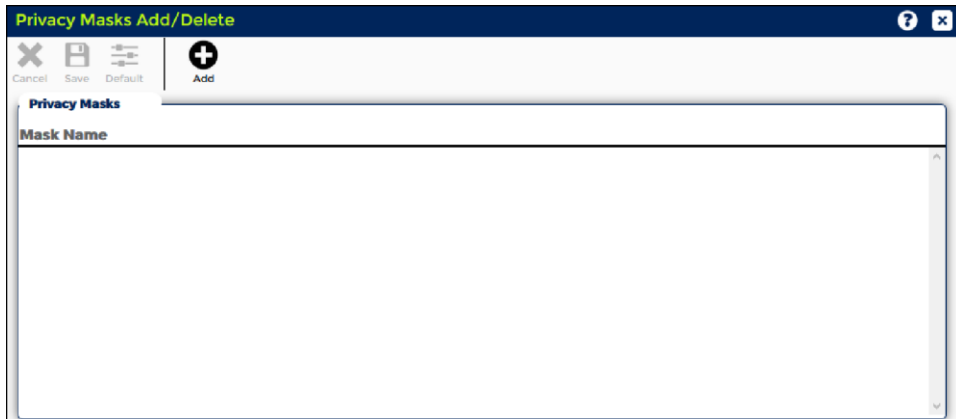 Privacy Masks Add/Delete
Cancel Save Default Add
Privacy Masks
Mask Name